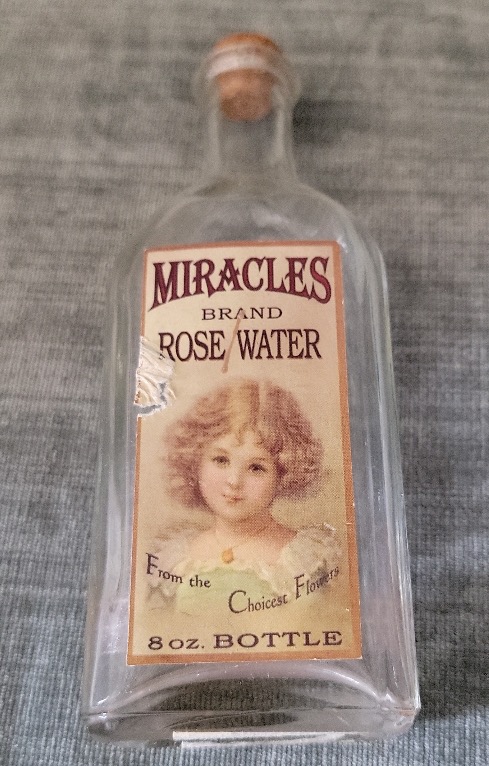 MIRACLES
BRAND
ROSE WATER
From the
Choicest Flowers
8 oz. BOTTLE